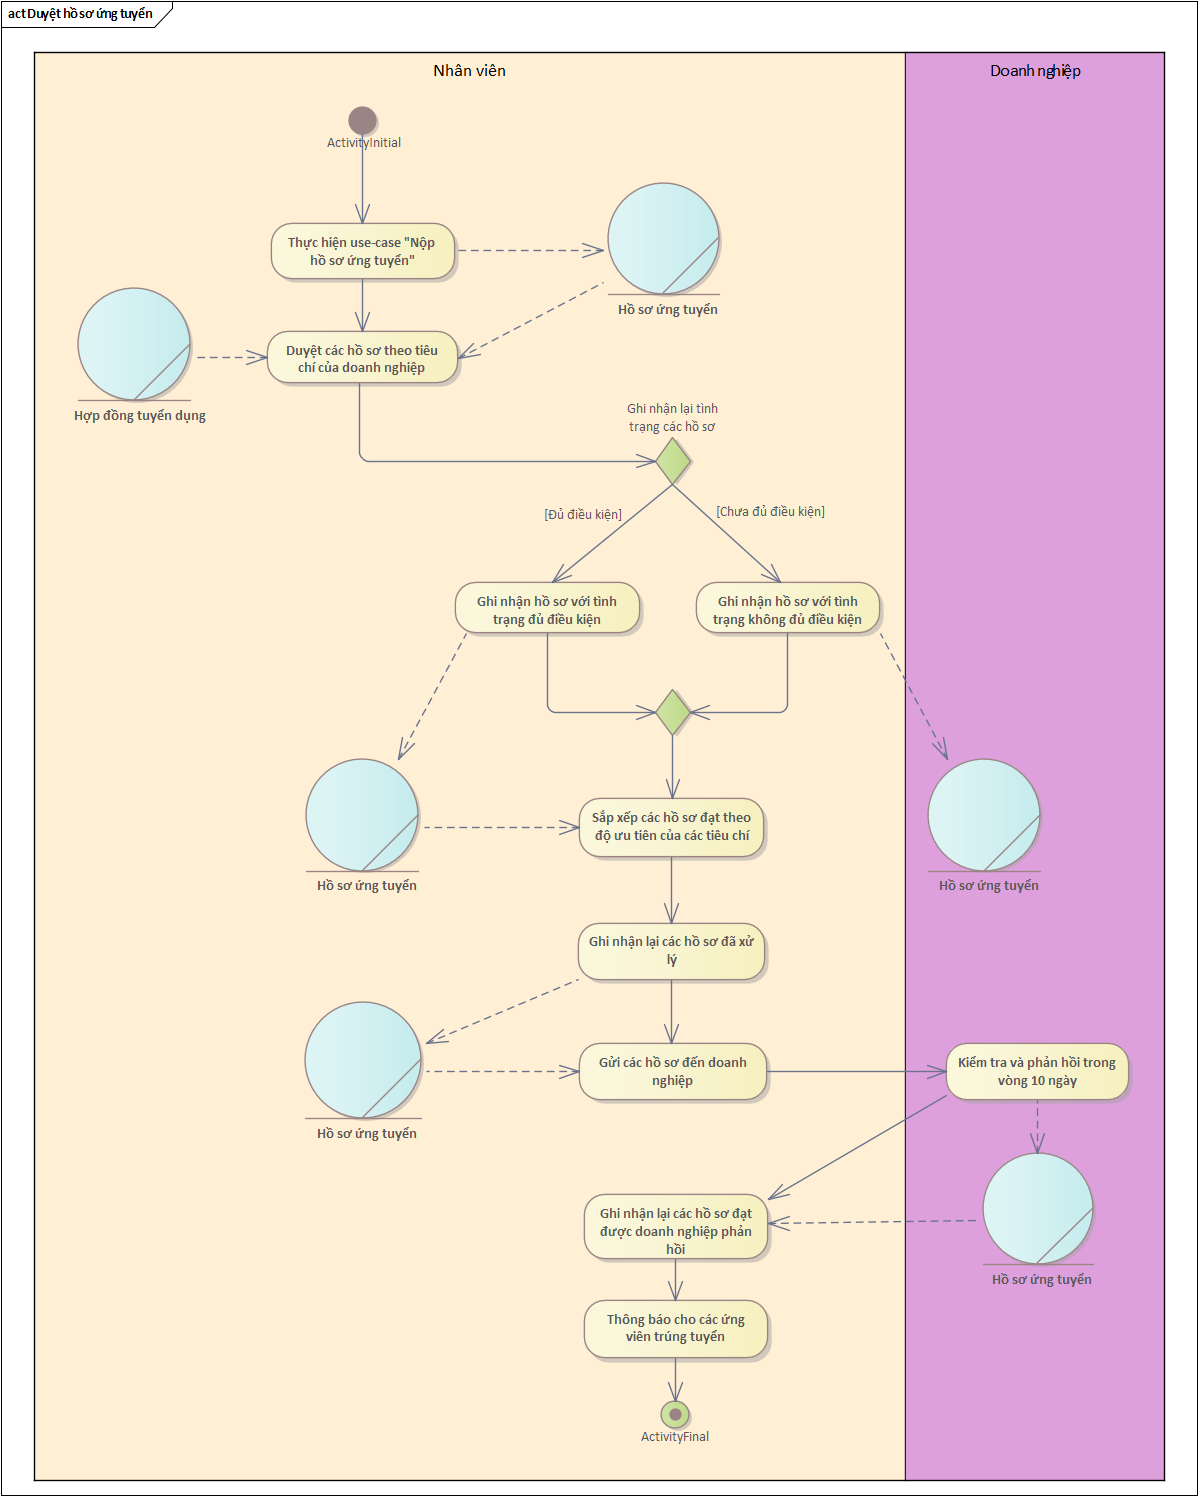 act Duyệt hồ sơ ứng tuyển
Nhân viên
Doanh nghiệp
ActivityInitial
Thực hiện use-case "Nộp
hồ sơ ứng tuyển"
Hồ sơ ứng tuyển
Duyệt các hồ sơ theo tiêu
chí của doanh nghiệp
Hợp đồng tuyển dụng
Ghi nhận lại tình
trạng các hồ sơ
[Đủ điều kiện]
[Chưa đủ điều kiện]
Ghi nhận hồ sơ với tình
trạng đủ điều kiện
Ghi nhận hồ sơ với tình
trạng không đủ điều kiện
Sắp xếp các hồ sơ đạt theo
độ ưu tiên của các tiêu chí
Hồ sơ ứng tuyển
Hồ sơ ứng tuyển
Ghi nhận lại các hồ sơ đã xử
lý
Gửi các hồ sơ đến doanh
nghiệp
Kiểm tra và phản hồi trong
vòng 10 ngày
Hồ sơ ứng tuyển
Ghi nhận lại các hồ sơ đạt
được doanh nghiệp phản
hồi
Hồ sơ ứng tuyển
Thông báo cho các ứng
viên trúng tuyển
ActivityFinal